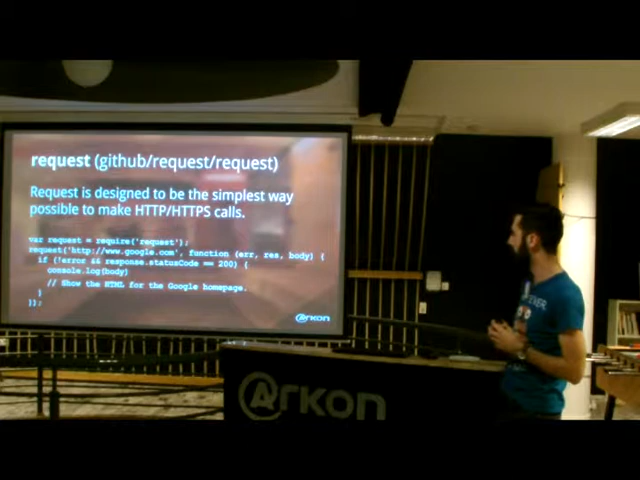 request (github/request/request)
Request is designed to be the simplest way
possible to make HTTP/HTTPS calls.
var request = require('request');
request('http://www.google.com', function (err, res, body) {
if (!error && response.statusCode == 200) {
console.log(body)
// Show the HTML for the Google homepage.
}
});
Arkon
Arkon